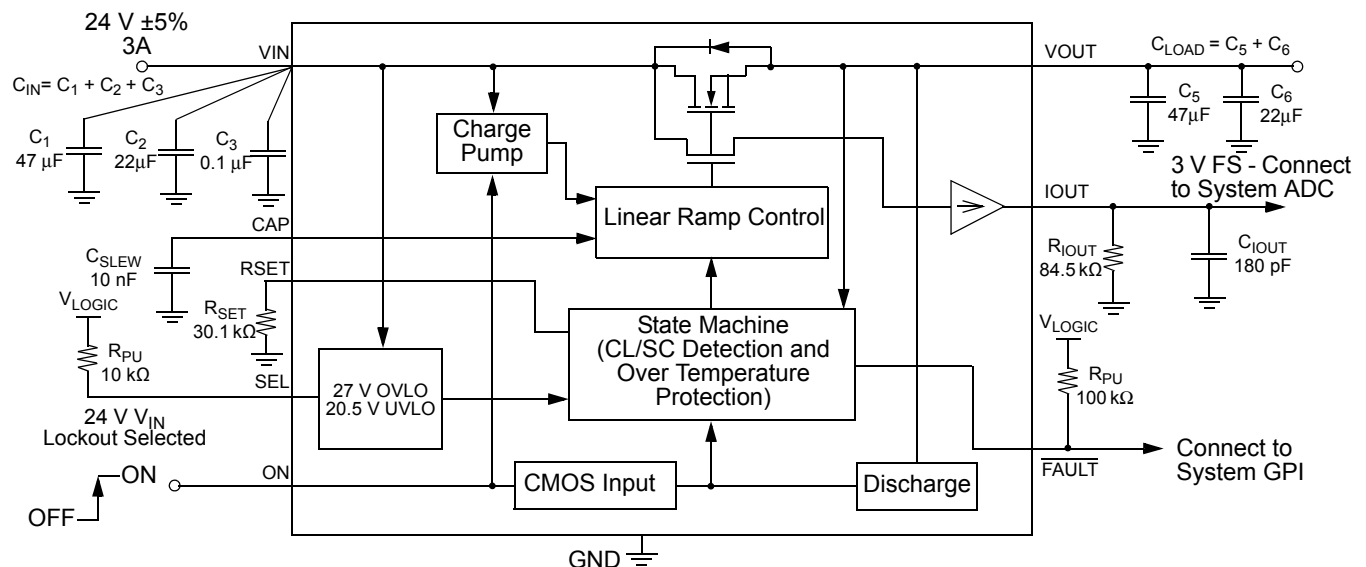 24 V ±5%
3A
VIN
C_IN= C_1 + C_2 + C_3
C_1
47 μF
C_2
22μF
C_3
0.1 μF
Charge
Pump
VOUT
C_LOAD = C_5 + C_6
C_5
47μF
C_6
22μF
3 V FS - Connect
to System ADC
IOUT
R_IOUT
84.5 kΩ
C_IOUT
180 pF
Linear Ramp Control
CAP
C_SLEW
10 nF
RSET
R_SET
30.1 kΩ
V_LOGIC
R_PU
10 kΩ
SEL
24 V V_IN
Lockout Selected
27 V OVLO
20.5 V UVLO
State Machine
(CL/SC Detection and
Over Temperature
Protection)
V_LOGIC
R_PU
100 kΩ
FAULT
Connect to
System GPI
ON
OFF
ON
CMOS Input
Discharge
GND